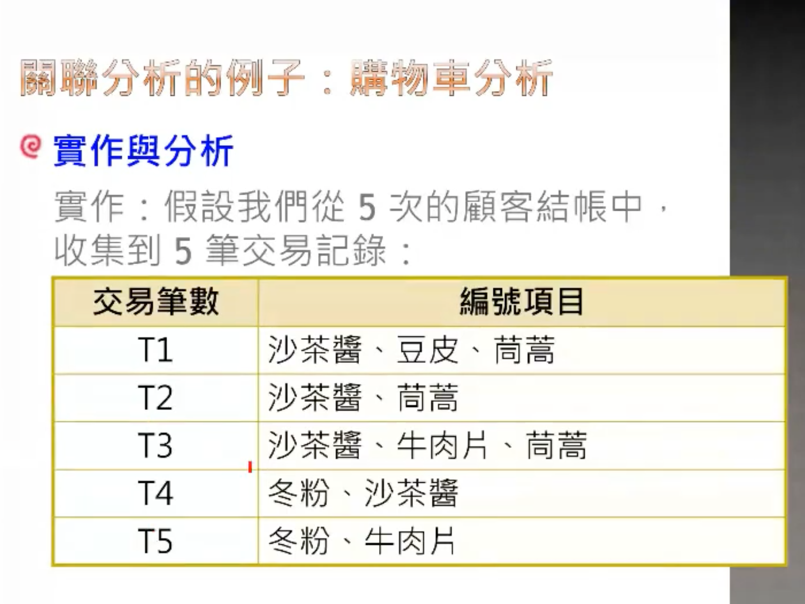 關聯分析的例子：購物車分析
實作與分析
實作：假設我們從 5 次的顧客結帳中，
收集到 5 筆交易記錄：
交易筆數 編號項目
T1 沙茶醬、豆皮、茼蒿
T2 沙茶醬、茼蒿
T3 沙茶醬、牛肉片、茼蒿
T4 冬粉、沙茶醬
T5 冬粉、牛肉片